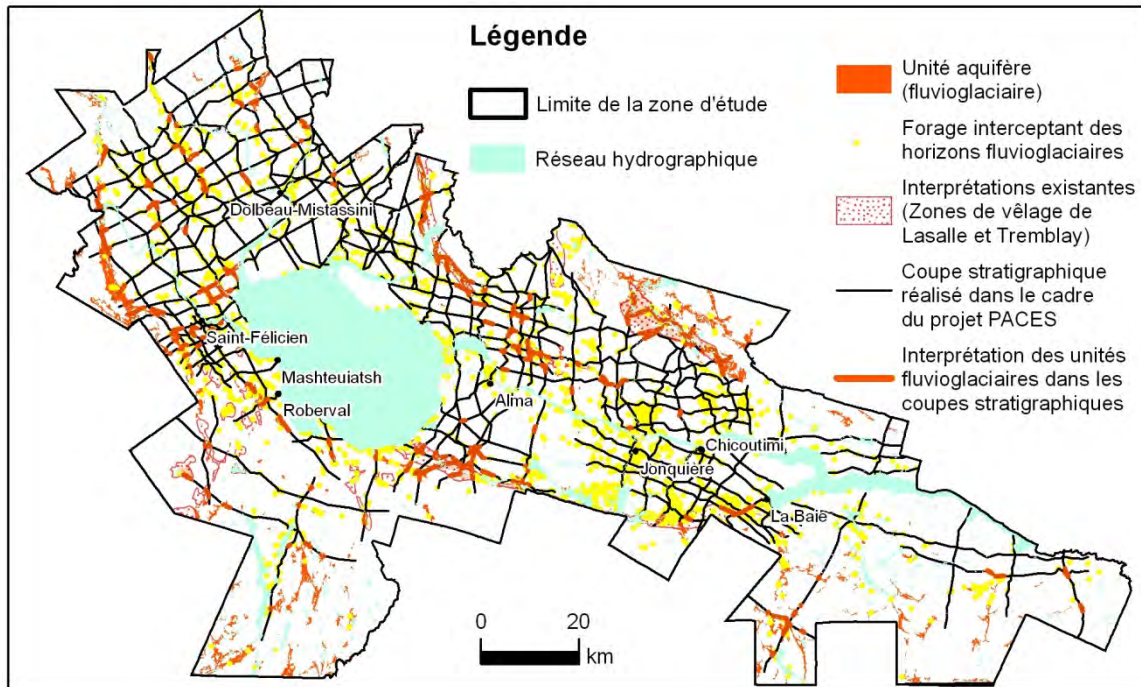 Légende
Limite de la zone d'étude
Réseau hydrographique
Unité aquifère
(fluvioglaciaire)
Forage interceptant des
horizons fluvioglaciaires
Interprétations existantes
(Zones de vêlage de
Lasalle et Tremblay)
Coupe stratigraphique
réalisé dans le cadre
du projet PACES
Interprétation des unités
fluvioglaciaires dans les
coupes stratigraphiques
Dolbeau-Mistassini
Saint-Félicien
Mashteuiatsh
Roberval
Alma
Chicoutimi
Jonquière
La Baie
0 20
km